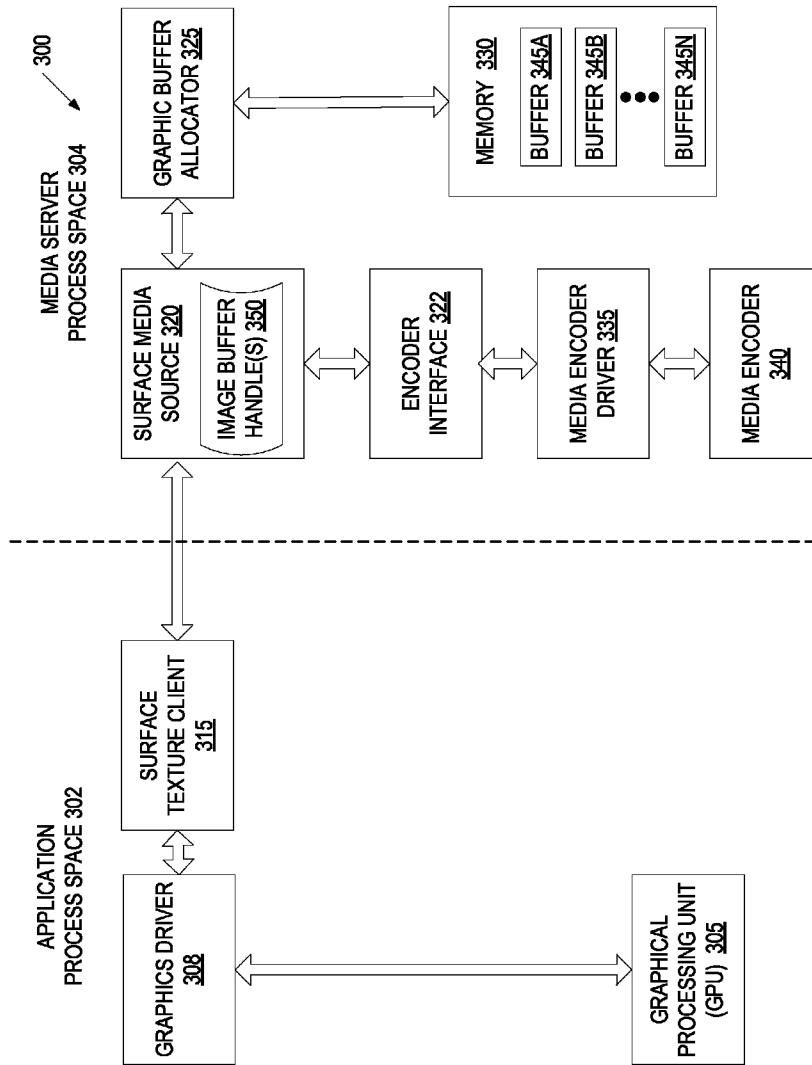 300
APPLICATION
PROCESS SPACE 302
MEDIA SERVER
PROCESS SPACE 304
GRAPHICS DRIVER
308
SURFACE
TEXTURE CLIENT
315
SURFACE MEDIA
SOURCE 320
IMAGE BUFFER
HANDLE(S) 350
GRAPHIC BUFFER
ALLOCATOR 325
ENCODER
INTERFACE 322
MEDIA ENCODER
DRIVER 335
MEDIA ENCODER
340
MEMORY 330
BUFFER 345A
BUFFER 345B
BUFFER 345N
GRAPHICAL
PROCESSING UNIT
(GPU) 305